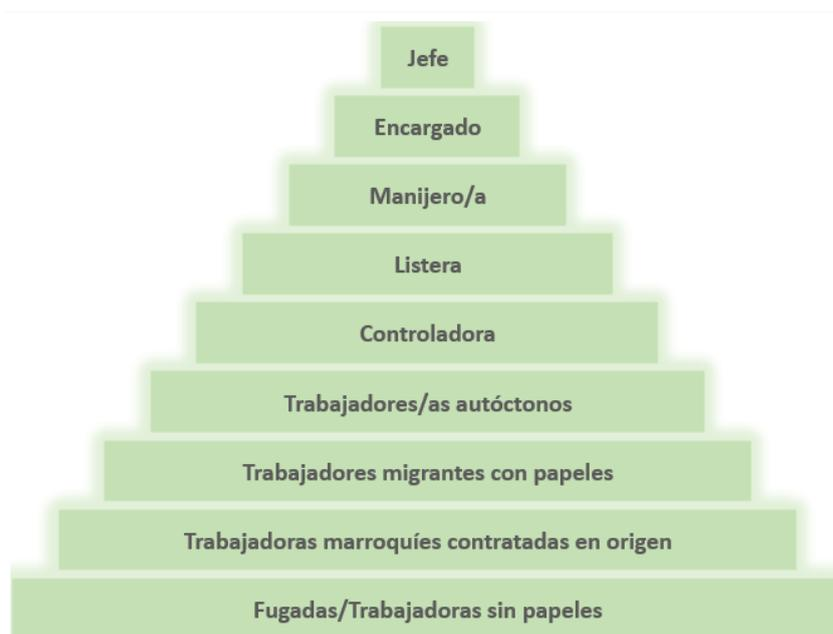 Jefe
Encargado
Manijero/a
Listera
Controladora
Trabajadores/as autóctonos
Trabajadores migrantes con papeles
Trabajadoras marroquíes contratadas en origen
Fugadas/Trabajadoras sin papeles